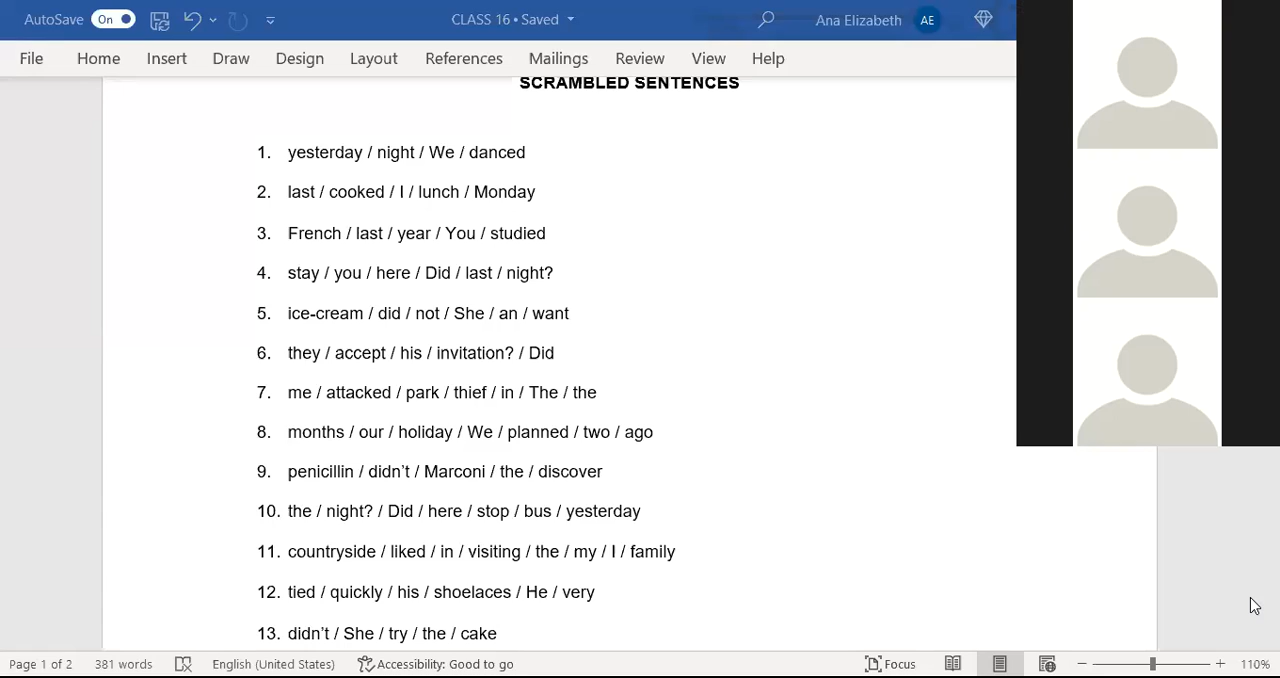 AutoSave On CLASS 16 • Saved Ana Elizabeth AE
File Home Insert Draw Design Layout References Mailings Review View Help
SCRAMBLED SENTENCES
1. yesterday / night / We / danced
2. last / cooked / I / lunch / Monday
3. French / last / year / You / studied
4. stay / you / here / Did / last / night?
5. ice-cream / did / not / She / an / want
6. they / accept / his / invitation? / Did
7. me / attacked / park / thief / in / The / the
8. months / our / holiday / We / planned / two / ago
9. penicillin / didn’t / Marconi / the / discover
10. the / night? / Did / here / stop / bus / yesterday
11. countryside / liked / in / visiting / the / my / I / family
12. tied / quickly / his / shoelaces / He / very
13. didn’t / She / try / the / cake
Page 1 of 2 381 words English (United States) Accessibility: Good to go Focus 110%